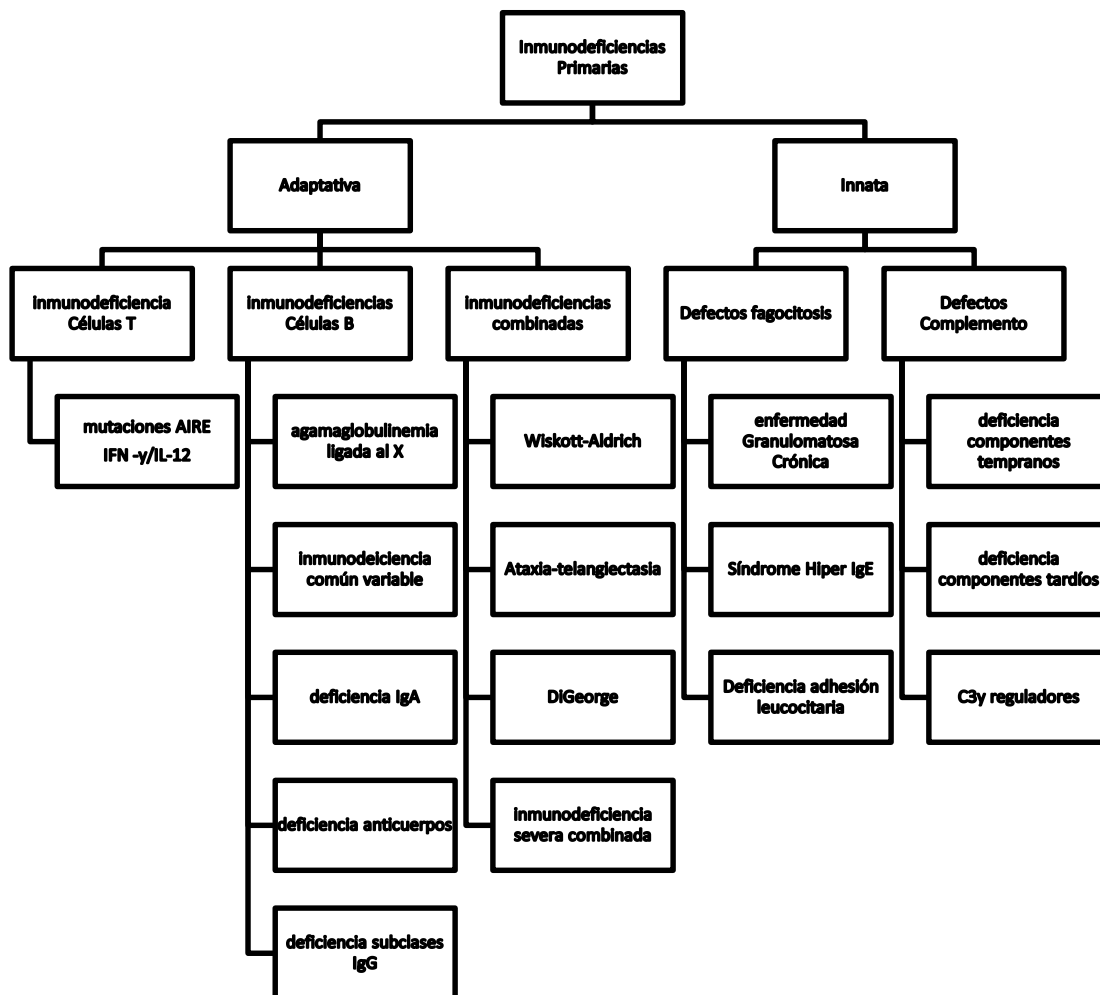 Inmunodeficiencias
Primarias
Adaptativa
Innata
inmunodeficiencia
Células T
inmunodeficiencias
Células B
inmunodeficiencias
combinadas
Defectos fagocitosis
Defectos
Complemento
mutaciones AIRE
IFN -y/IL-12
agamaglobulinemia
ligada al X
inmunodeiciencia
común variable
deficiencia IgA
deficiencia anticuerpos
deficiencia subclases
IgG
Wiskott-Aldrich
Ataxia-telangiectasia
DiGeorge
inmunodeficiencia
severa combinada
enfermedad
Granulomatosa
Crónica
Síndrome Hiper IgE
Deficiencia adhesión
leucocitaria
deficiencia
componentes
tempranos
deficiencia
componentes tardíos
C3y reguladores